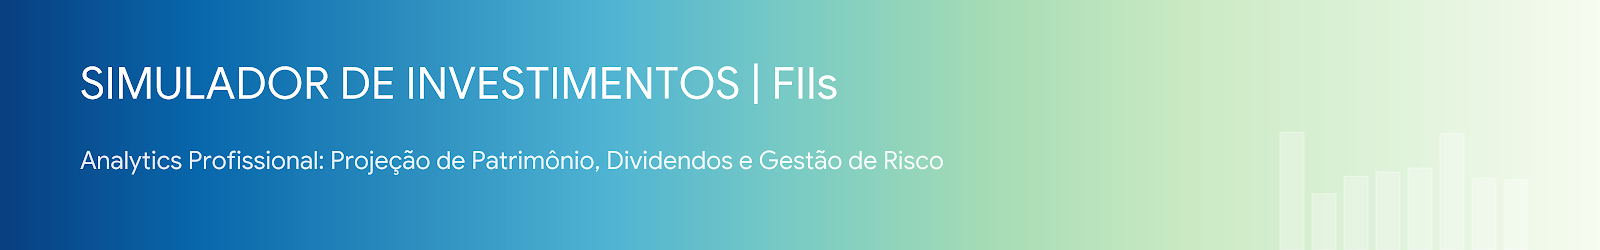 SIMULADOR DE INVESTIMENTOS | FIIs
Analytics Profissional: Projeção de Patrimônio, Dividendos e Gestão de Risco